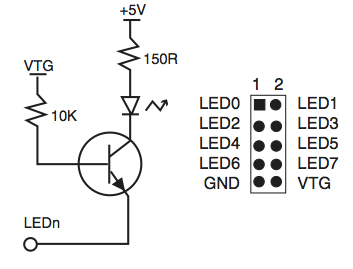 +5V
150R
VTG
10K
LEDn
1 2
LED0 LED1
LED2 LED3
LED4 LED5
LED6 LED7
GND VTG